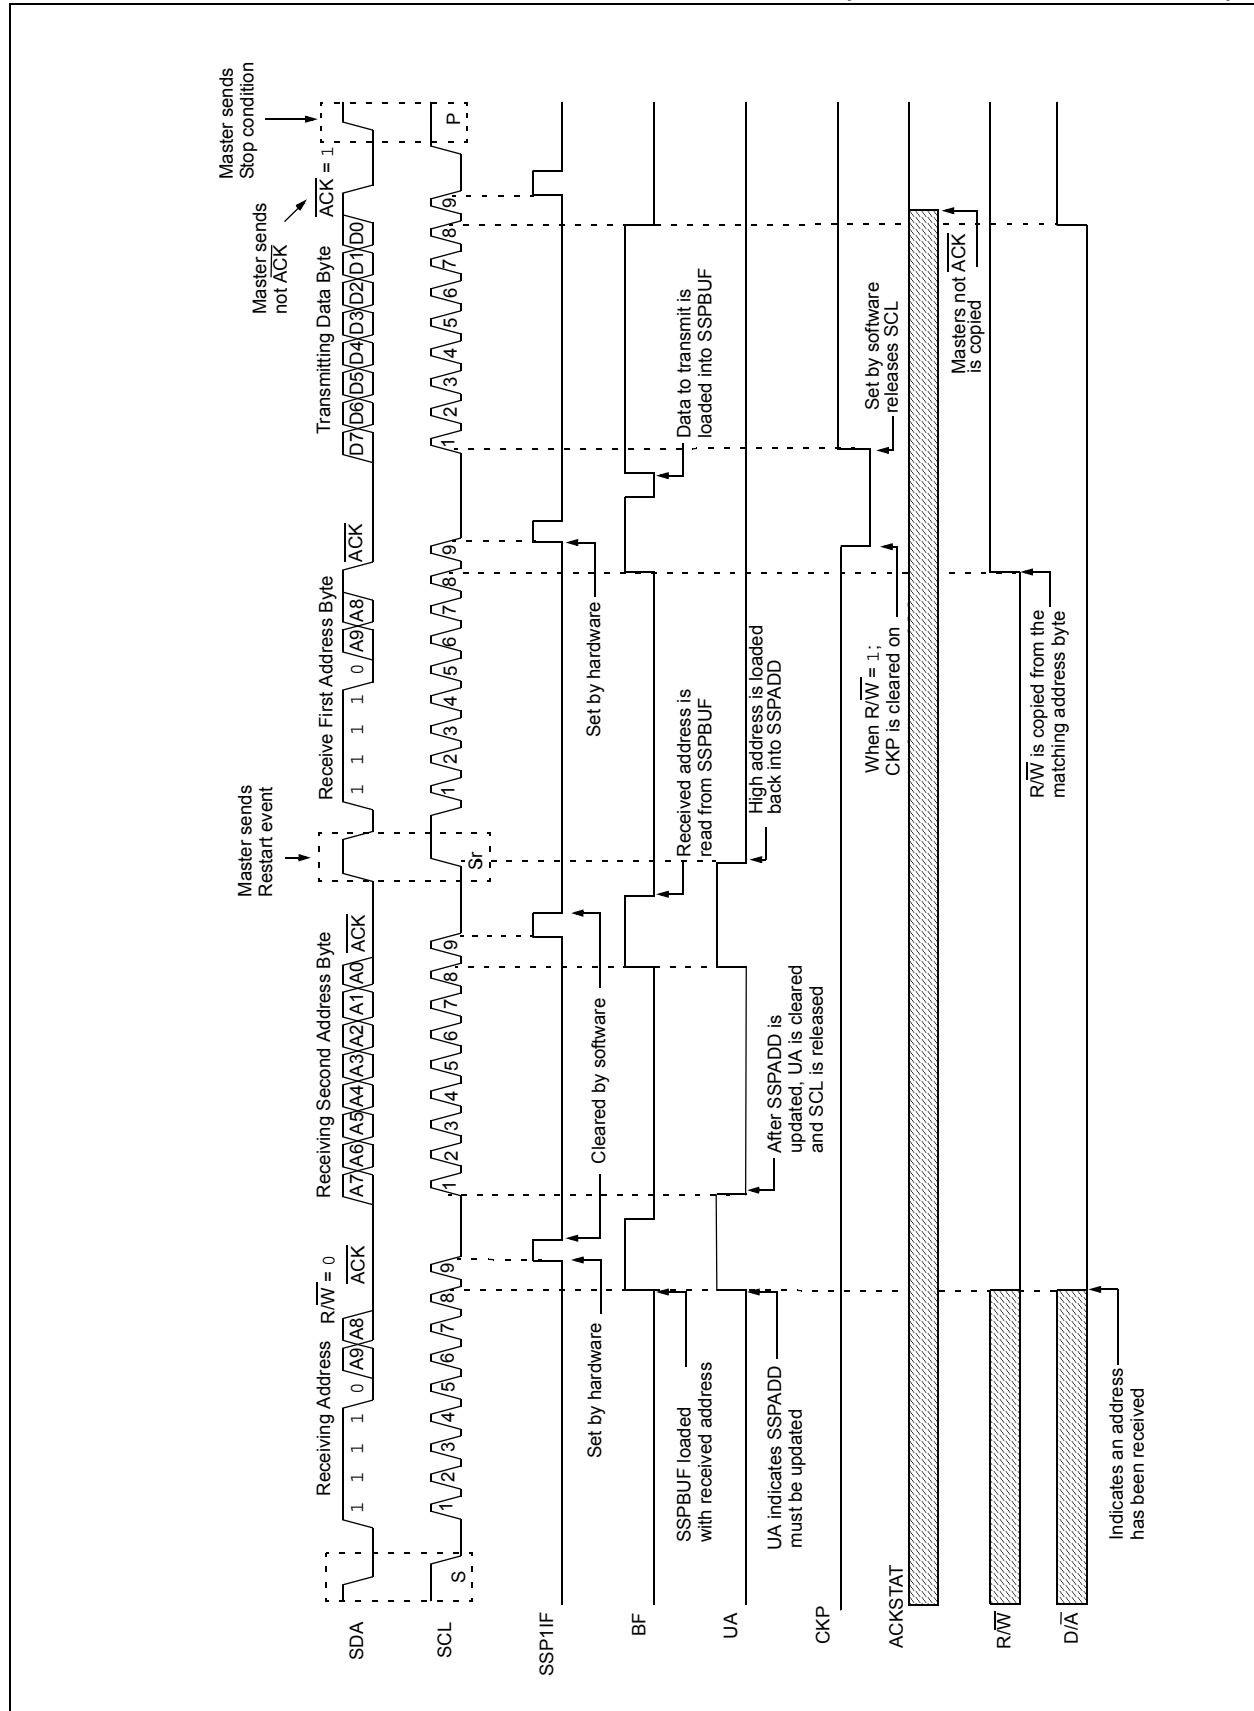 Master sends
Stop condition
Master sends
not A̅C̅K̅
A̅C̅K̅ = 1
Master sends
Restart event
Receiving Address
R/W̅ = 0
Receiving Second Address Byte
Receive First Address Byte
Transmitting Data Byte
SDA
1 1 1 1 0 A9 A8
A̅C̅K̅
A7 A6 A5 A4 A3 A2 A1 A0 A̅C̅K̅
1 1 1 1 0 A9 A8
A̅C̅K̅
D7 D6 D5 D4 D3 D2 D1 D0
SCL
S
1 2 3 4 5 6 7 8 9
1 2 3 4 5 6 7 8 9
Sr
1 2 3 4 5 6 7 8 9
1 2 3 4 5 6 7 8 9
P
SSP1IF
Set by hardware
Cleared by software
Set by hardware
BF
SSPBUF loaded
with received address
Received address is
read from SSPBUF
Data to transmit is
loaded into SSPBUF
UA
UA indicates SSPADD
must be updated
After SSPADD is
updated, UA is cleared
and SCL is released
High address is loaded
back into SSPADD
CKP
When R/W̅ = 1;
CKP is cleared on
Set by software
releases SCL
ACKSTAT
Masters not A̅C̅K̅
is copied
R/W̅
R/W̅ is copied from the
matching address byte
D/A̅
Indicates an address
has been received